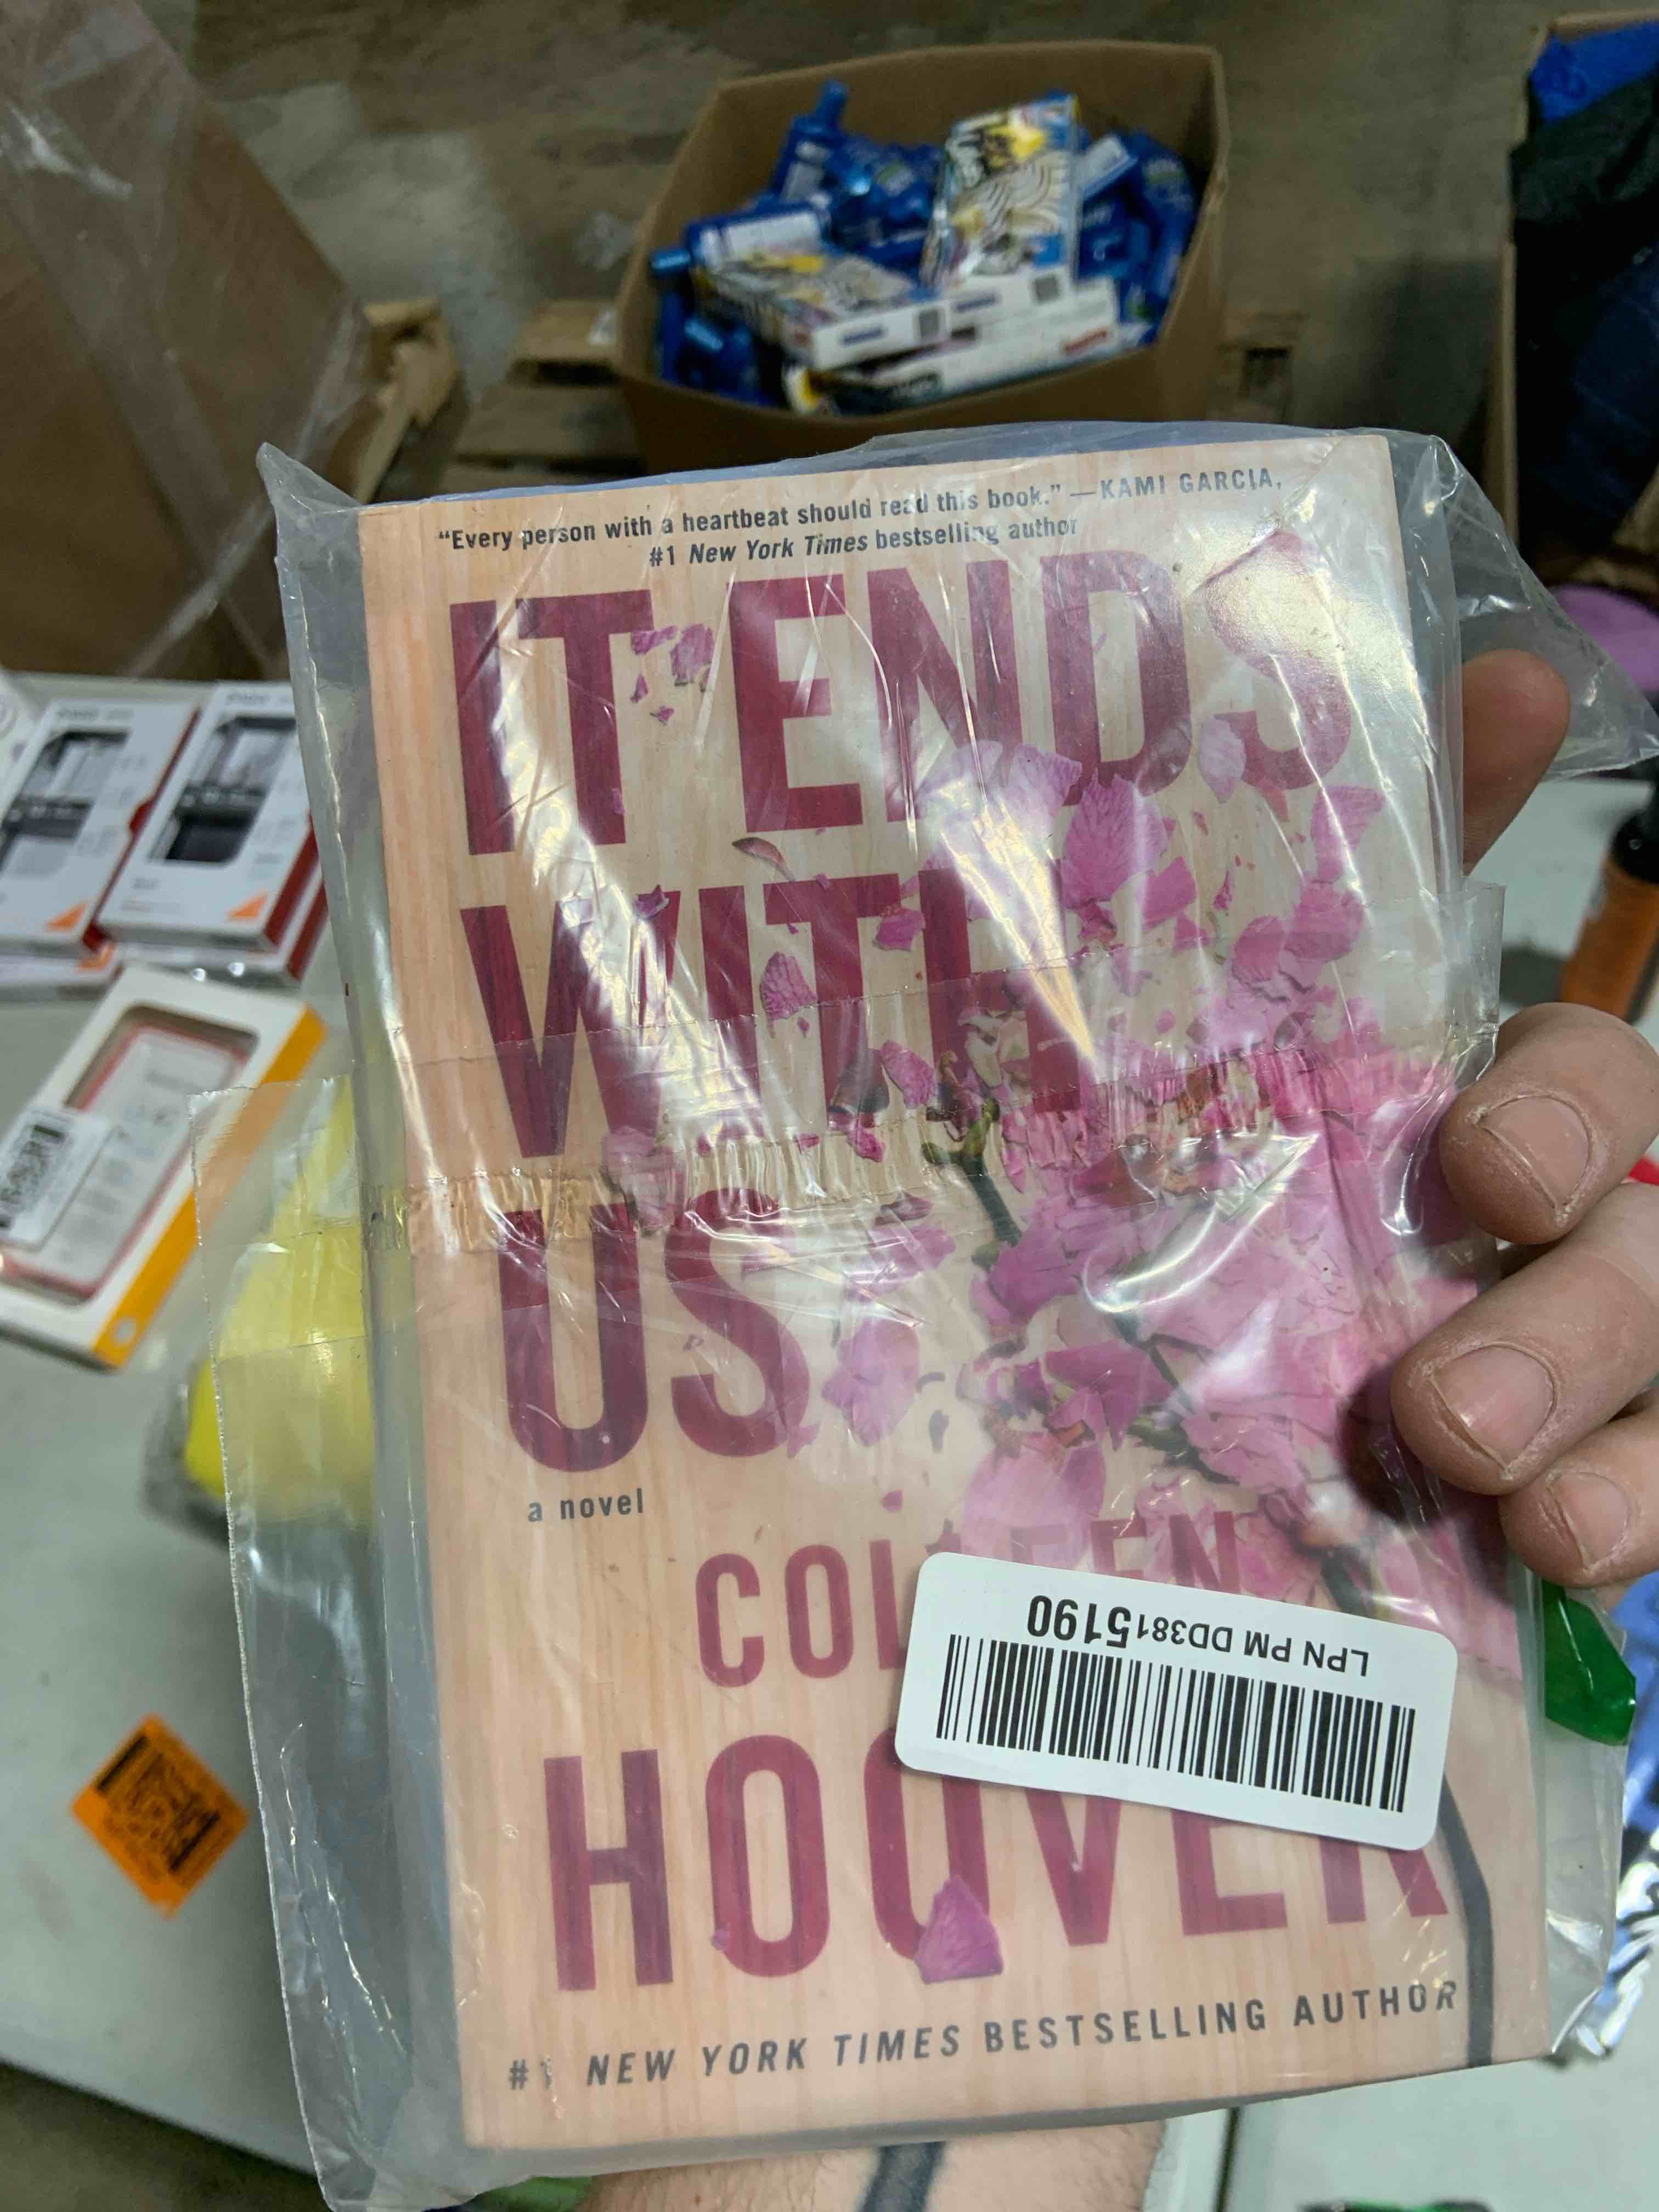 “Every person with a heartbeat should read this book.” —KAMI GARCIA,
#1 New York Times bestselling author
IT ENDS
WITH
US
a novel
COLLEEN
HOOVER
LPN PM DD3815190
#1 NEW YORK TIMES BESTSELLING AUTHOR